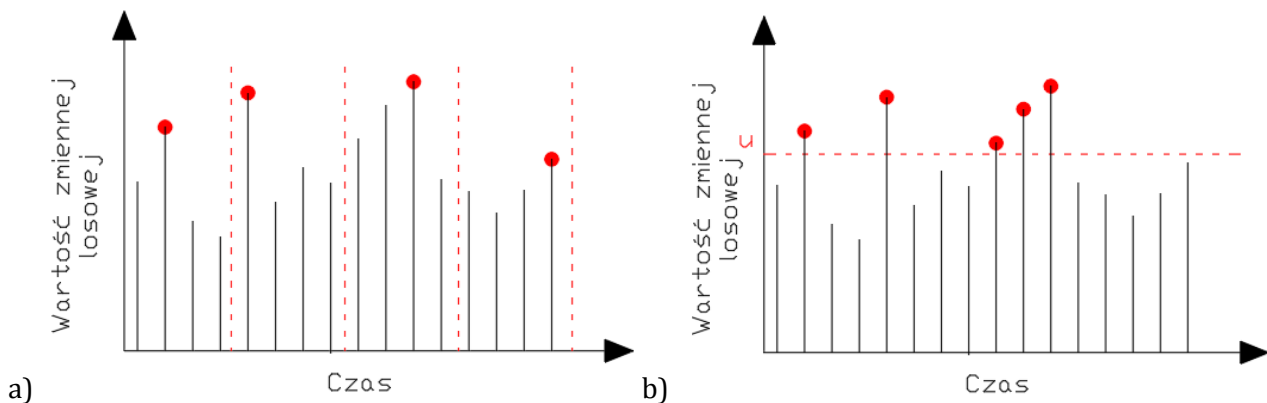 Wartość zmiennej
losowej
Czas
a)
u
Wartość zmiennej
losowej
Czas
b)